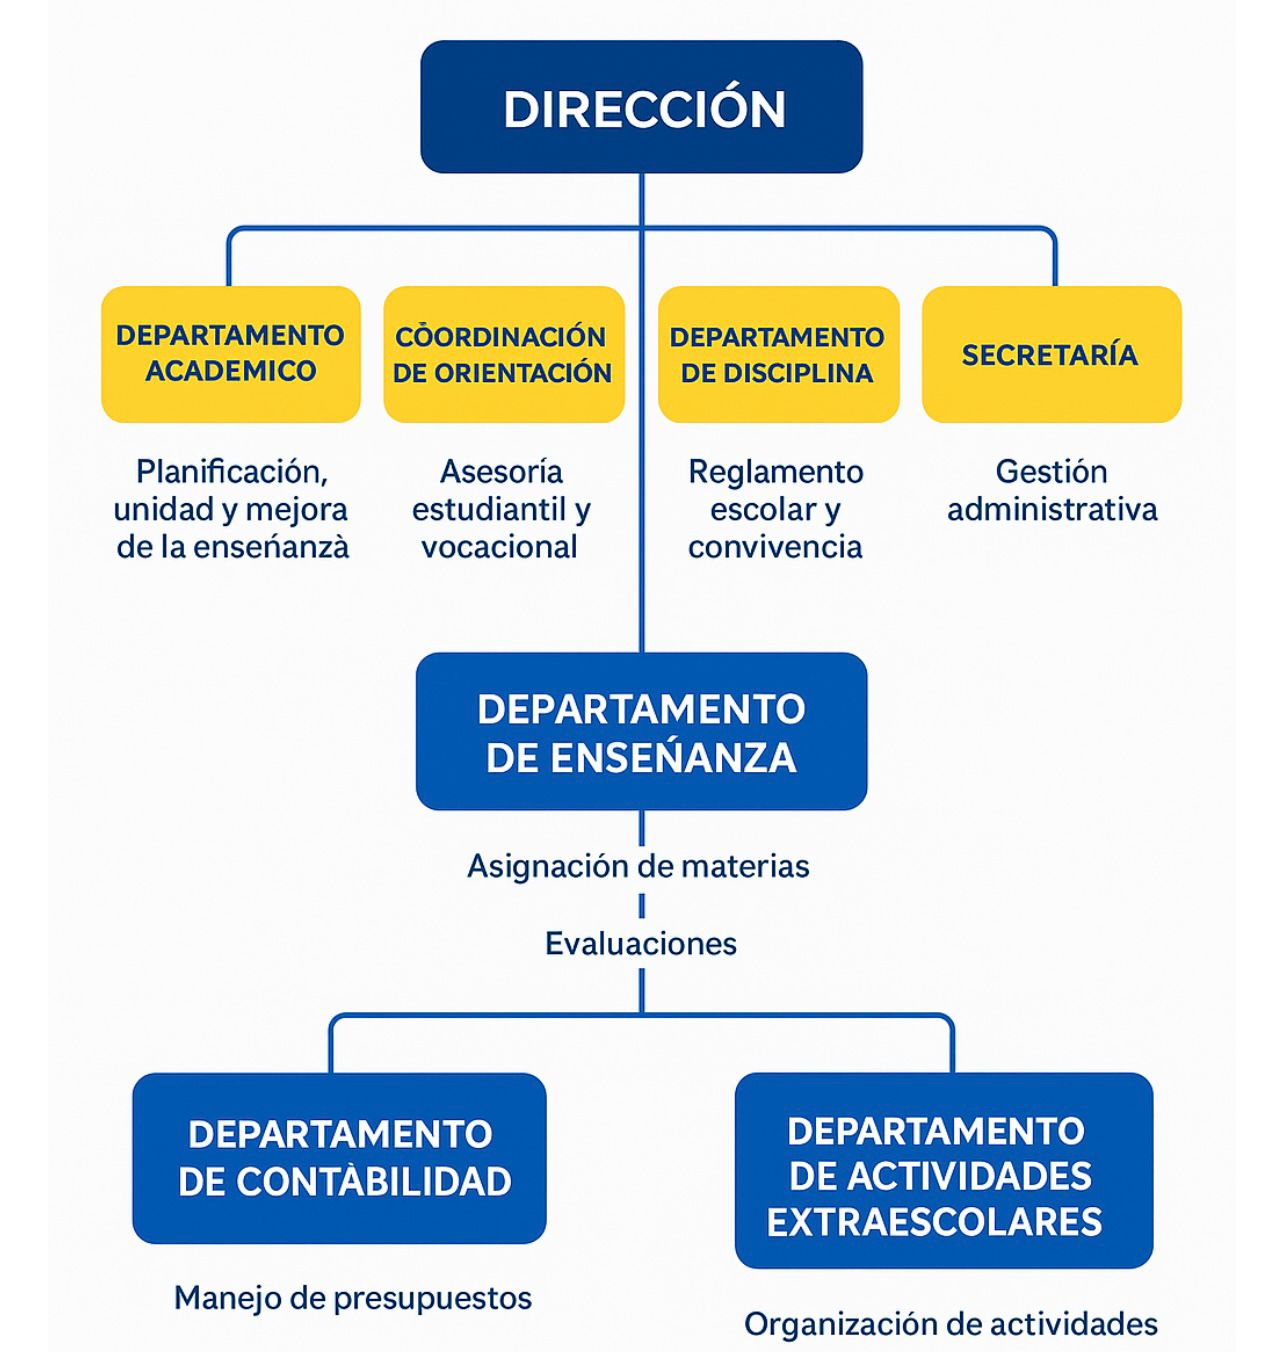 DIRECCIÓN
DEPARTAMENTO
ACADEMICO
CỎORDINACIÓN
DE ORIENTACIÓN
DEPARTAMENTO
DE DISCIPLINA
SECRETARÍA
Planificación,
unidad y mejora
de la enseńanzà
Asesoría
estudiantil y
vocacional
Reglamento
escolar y
convivencia
Gestión
administrativa
DEPARTAMENTO
DE ENSEŃANZA
Asignación de materias
Evaluaciones
DEPARTAMENTO
DE CONTÀBILIDAD
DEPARTAMENTO
DE ACTIVIDADES
EXTRAESCOLARES
Manejo de presupuestos
Organización de actividades